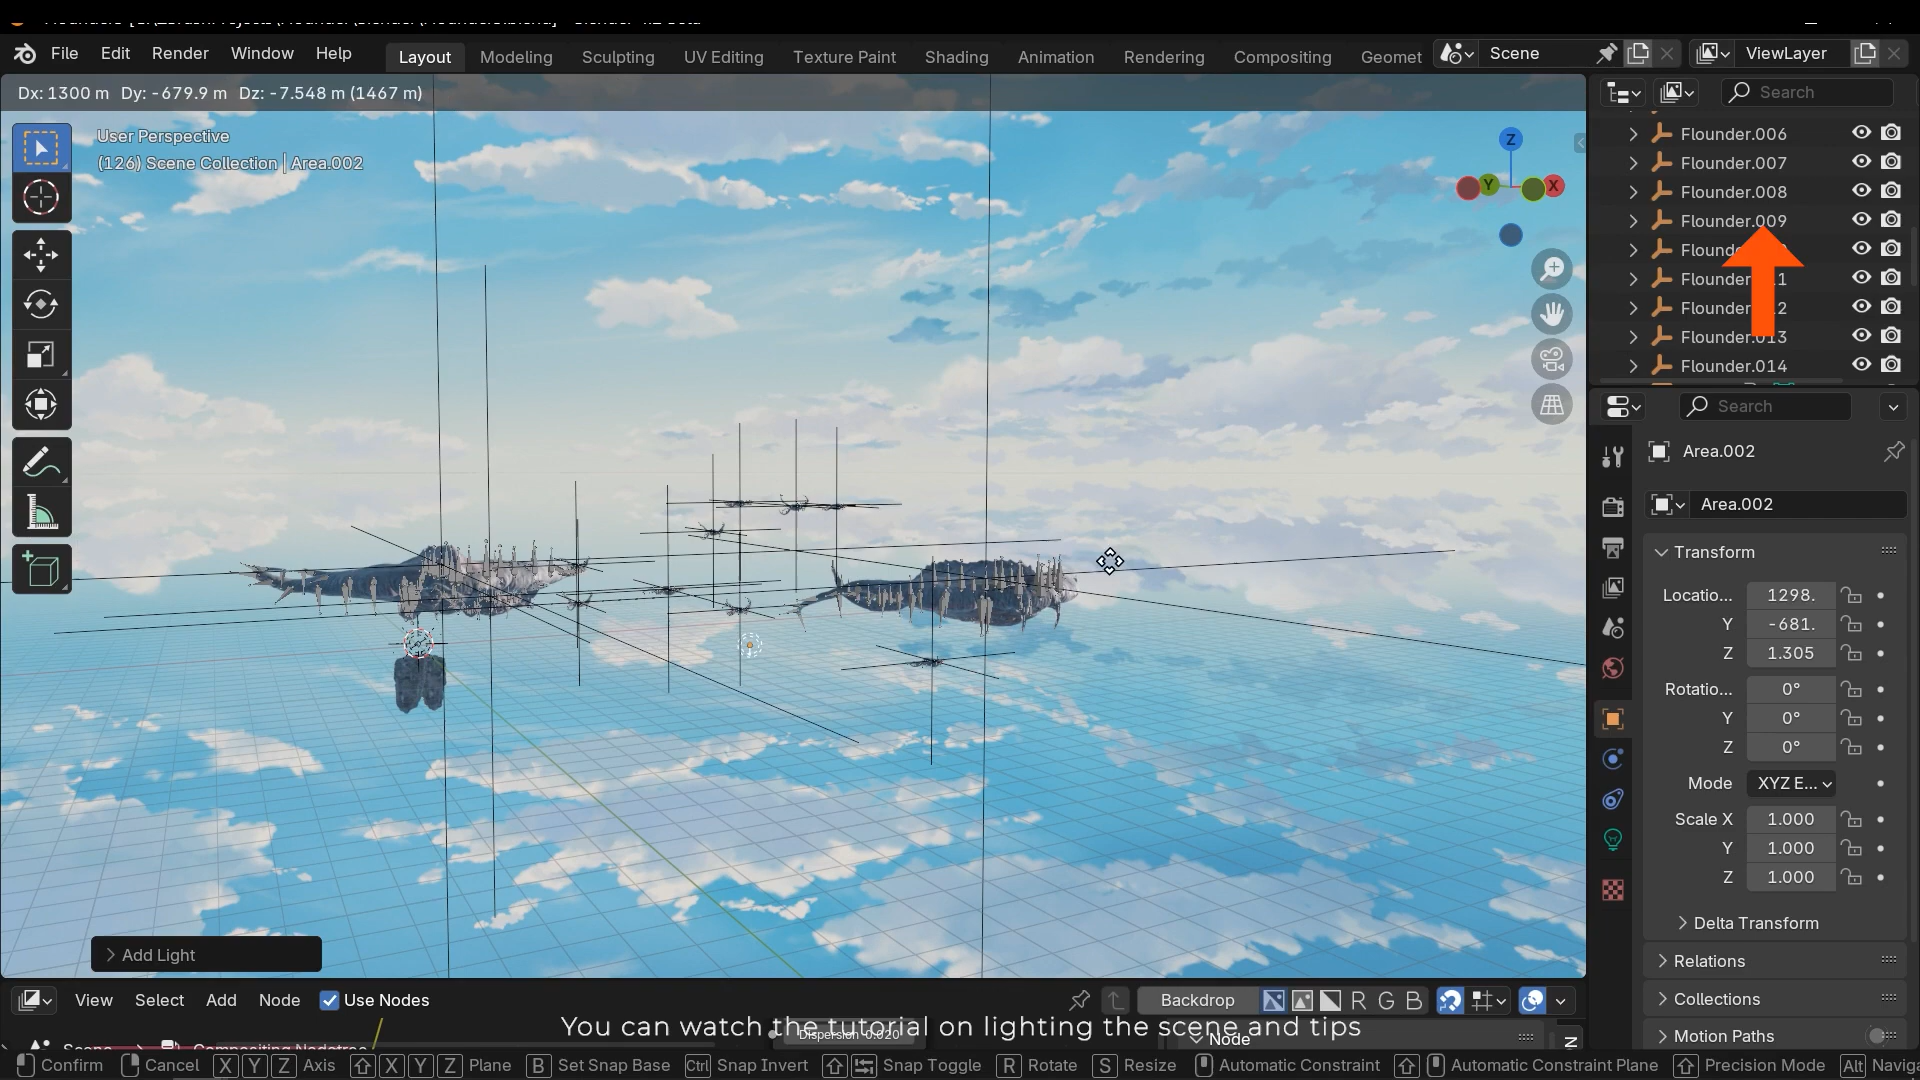 File Edit Render Window Help Layout Modeling Sculpting UV Editing Texture Paint Shading Animation Rendering Compositing Geomet Scene ViewLayer
Dx: 1300 m Dy: -679.9 m Dz: -7.548 m (1467 m)
Search
User Perspective
(126) Scene Collection | Area.002
Z
Y
X
Flounder.006
Flounder.007
Flounder.008
Flounder.009
Flounder.013
Flounder.014
Search
Area.002
Area.002
Transform
Locatio... 1298.
Y -681.
Z 1.305
Rotatio... 0°
Y 0°
Z 0°
Mode XYZ E...
Scale X 1.000
Y 1.000
Z 1.000
Delta Transform
Relations
Collections
Motion Paths
Add Light
View Select Add Node Use Nodes Backdrop R G B
You can watch the tutorial on lighting the scene and tips
Dispersion 0.020
Node
N
Confirm Cancel X Y Z Axis X Y Z Plane B Set Snap Base Ctrl Snap Invert Snap Toggle R Rotate S Resize Automatic Constraint Automatic Constraint Plane Precision Mode Alt Naviga